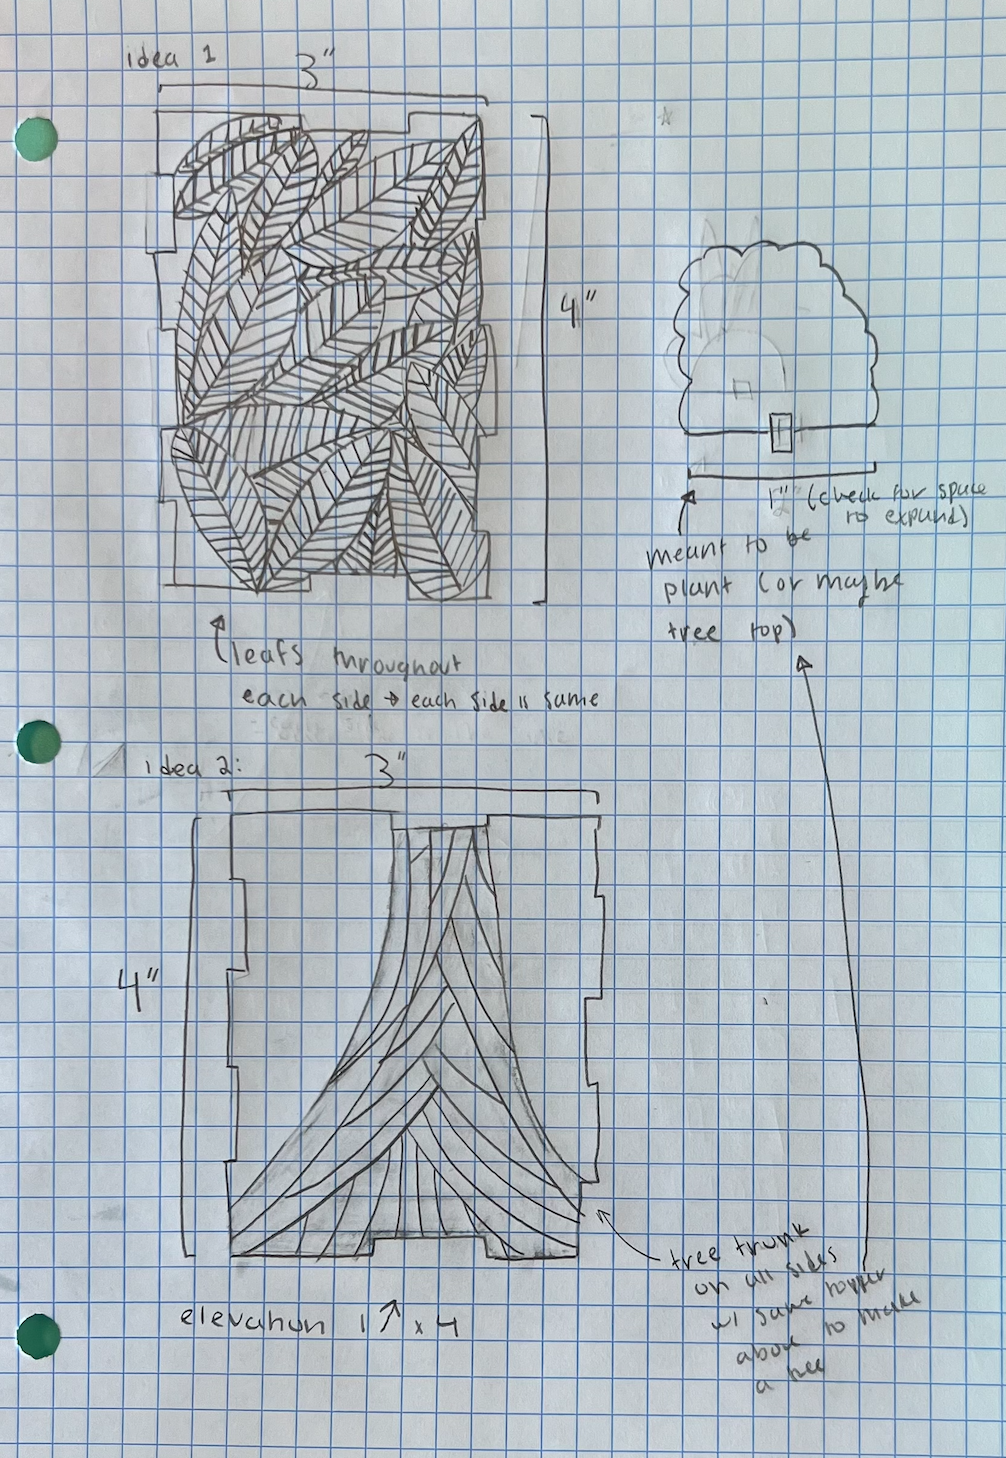 idea 1
3"
4"
1" (check for space
to expand)
meant to be
plant (or maybe
tree top)
leafs throughout
each side → each side is same
idea 2:
3"
4"
tree trunk
on all sides
w/ same topper
above to make
a tree
elevation 1 ↗ x 4